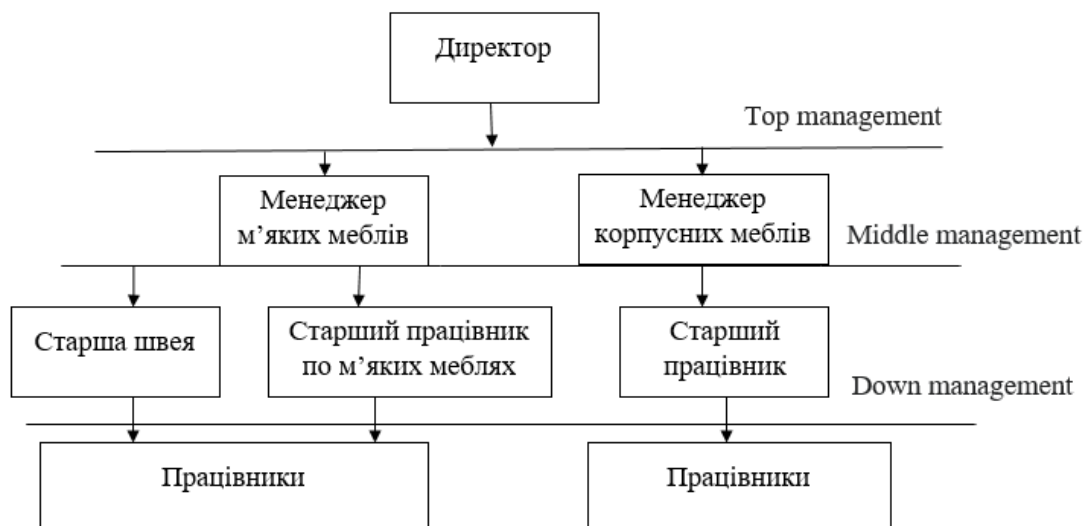 Директор
Top management
Менеджер
м’яких меблів
Менеджер
корпусних меблів
Middle management
Старша швея
Старший працівник
по м’яких меблях
Старший
працівник
Down management
Працівники
Працівники